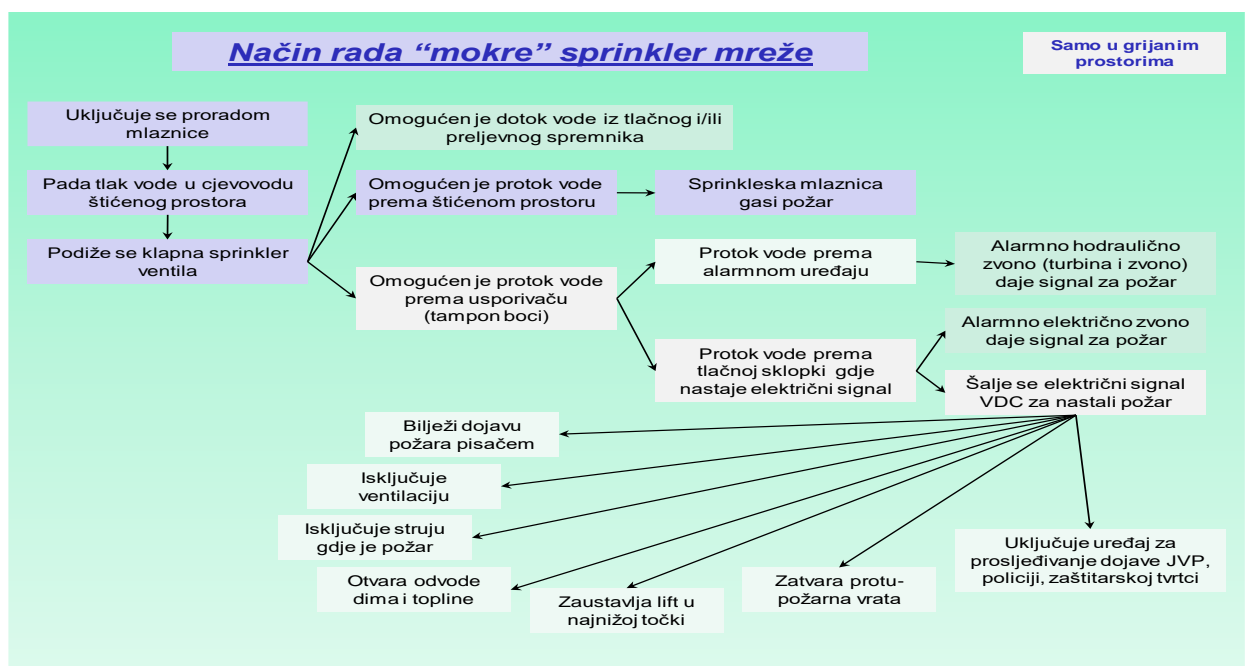 Način rada “mokre” sprinkler mreže
Samo u grijanim
prostorima
Uključuje se proradom
mlaznice
Omogućen je dotok vode iz tlačnog i/ili
preljevnog spremnika
Pada tlak vode u cjevovodu
štićenog prostora
Omogućen je protok vode
prema štićenom prostoru
Sprinkleska mlaznica
gasi požar
Podiže se klapna sprinkler
ventila
Omogućen je protok vode
prema usporivaču
(tampon boci)
Protok vode prema
alarmnom uređaju
Alarmno hodraulično
zvono (turbina i zvono)
daje signal za požar
Alarmno električno zvono
daje signal za požar
Protok vode prema
tlačnoj sklopki gdje
nastaje električni signal
Šalje se električni signal
VDC za nastali požar
Bilježi dojavu
požara pisačem
Isključuje
ventilaciju
Isključuje struju
gdje je požar
Otvara odvode
dima i topline
Zaustavlja lift u
najnižoj točki
Zatvara protu-
požarna vrata
Uključuje uređaj za
prosljeđivanje dojave JVP,
policiji, zaštitarskoj tvrtci